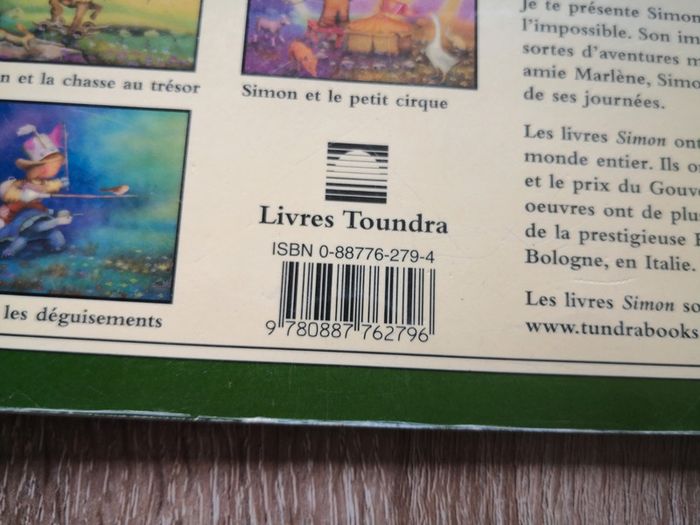 n et la chasse au trésor
Simon et le petit cirque
les déguisements
Livres Toundra
ISBN 0-88776-279-4
9 780887 762796
Je te présente Simo
l'impossible. Son im
sortes d'aventures m
amie Marlène, Simo
de ses journées.
Les livres Simon ont
monde entier. Ils o
et le prix du Gouve
oeuvres ont de plu
de la prestigieuse F
Bologne, en Italie.
Les livres Simon so
www.tundrabooks